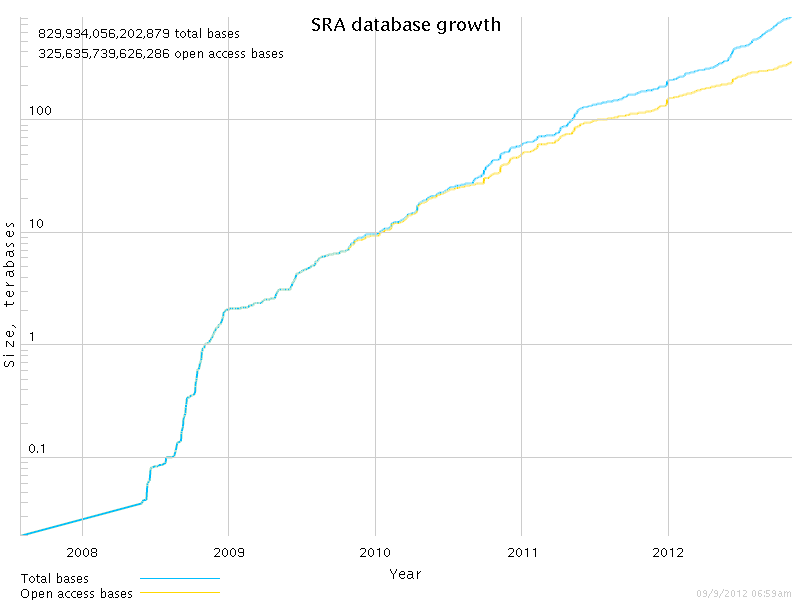 SRA database growth
829,934,056,202,879 total bases
325,635,739,626,286 open access bases
100
10
1
0.1
Size, terabases
2008 2009 2010 2011 2012
Year
Total bases
Open access bases
09/9/2012 06:59am